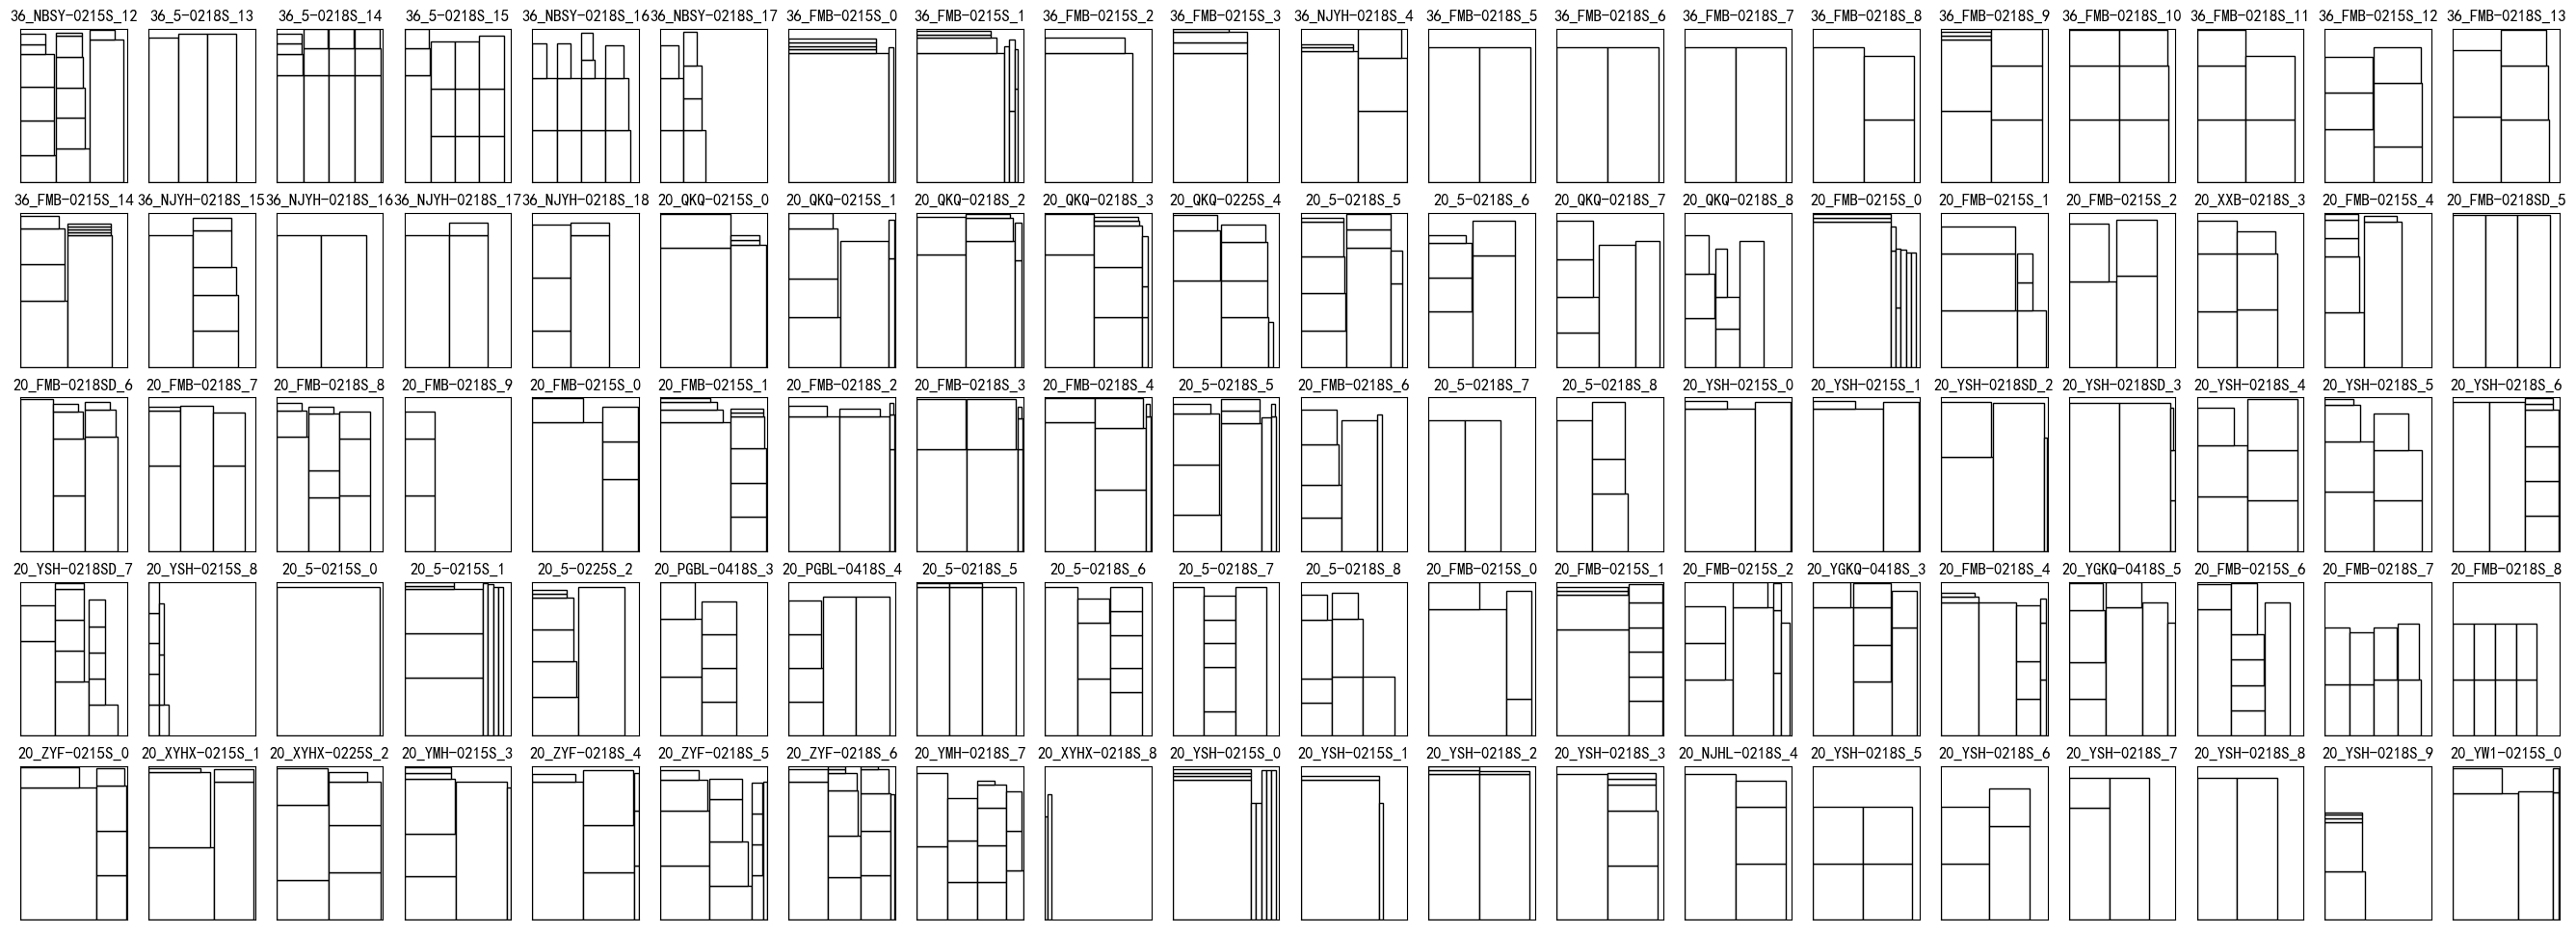 36_NBSY-0215S_12 36_5-0218S_13 36_5-0218S_14 36_5-0218S_15 36_NBSY-0218S_16 36_NBSY-0218S_17 36_FMB-0215S_0 36_FMB-0215S_1 36_FMB-0215S_2 36_FMB-0215S_3 36_NJYH-0218S_4 36_FMB-0218S_5 36_FMB-0218S_6 36_FMB-0218S_7 36_FMB-0218S_8 36_FMB-0218S_9 36_FMB-0218S_10 36_FMB-0218S_11 36_FMB-0215S_12 36_FMB-0218S_13
36_FMB-0215S_14 36_NJYH-0218S_15 36_NJYH-0218S_16 36_NJYH-0218S_17 36_NJYH-0218S_18 20_QKQ-0215S_0 20_QKQ-0215S_1 20_QKQ-0218S_2 20_QKQ-0218S_3 20_QKQ-0225S_4 20_5-0218S_5 20_5-0218S_6 20_QKQ-0218S_7 20_QKQ-0218S_8 20_FMB-0215S_0 20_FMB-0215S_1 20_FMB-0215S_2 20_XXB-0218S_3 20_FMB-0215S_4 20_FMB-0218SD_5
20_FMB-0218SD_6 20_FMB-0218S_7 20_FMB-0218S_8 20_FMB-0218S_9 20_FMB-0215S_0 20_FMB-0215S_1 20_FMB-0218S_2 20_FMB-0218S_3 20_FMB-0218S_4 20_5-0218S_5 20_FMB-0218S_6 20_5-0218S_7 20_5-0218S_8 20_YSH-0215S_0 20_YSH-0215S_1 20_YSH-0218SD_2 20_YSH-0218SD_3 20_YSH-0218S_4 20_YSH-0218S_5 20_YSH-0218S_6
20_YSH-0218SD_7 20_YSH-0215S_8 20_5-0215S_0 20_5-0215S_1 20_5-0225S_2 20_PGBL-0418S_3 20_PGBL-0418S_4 20_5-0218S_5 20_5-0218S_6 20_5-0218S_7 20_5-0218S_8 20_FMB-0215S_0 20_FMB-0215S_1 20_FMB-0215S_2 20_YGKQ-0418S_3 20_FMB-0218S_4 20_YGKQ-0418S_5 20_FMB-0215S_6 20_FMB-0218S_7 20_FMB-0218S_8
20_ZYF-0215S_0 20_XYHX-0215S_1 20_XYHX-0225S_2 20_YMH-0215S_3 20_ZYF-0218S_4 20_ZYF-0218S_5 20_ZYF-0218S_6 20_YMH-0218S_7 20_XYHX-0218S_8 20_YSH-0215S_0 20_YSH-0215S_1 20_YSH-0218S_2 20_YSH-0218S_3 20_NJHL-0218S_4 20_YSH-0218S_5 20_YSH-0218S_6 20_YSH-0218S_7 20_YSH-0218S_8 20_YSH-0218S_9 20_YW1-0215S_0